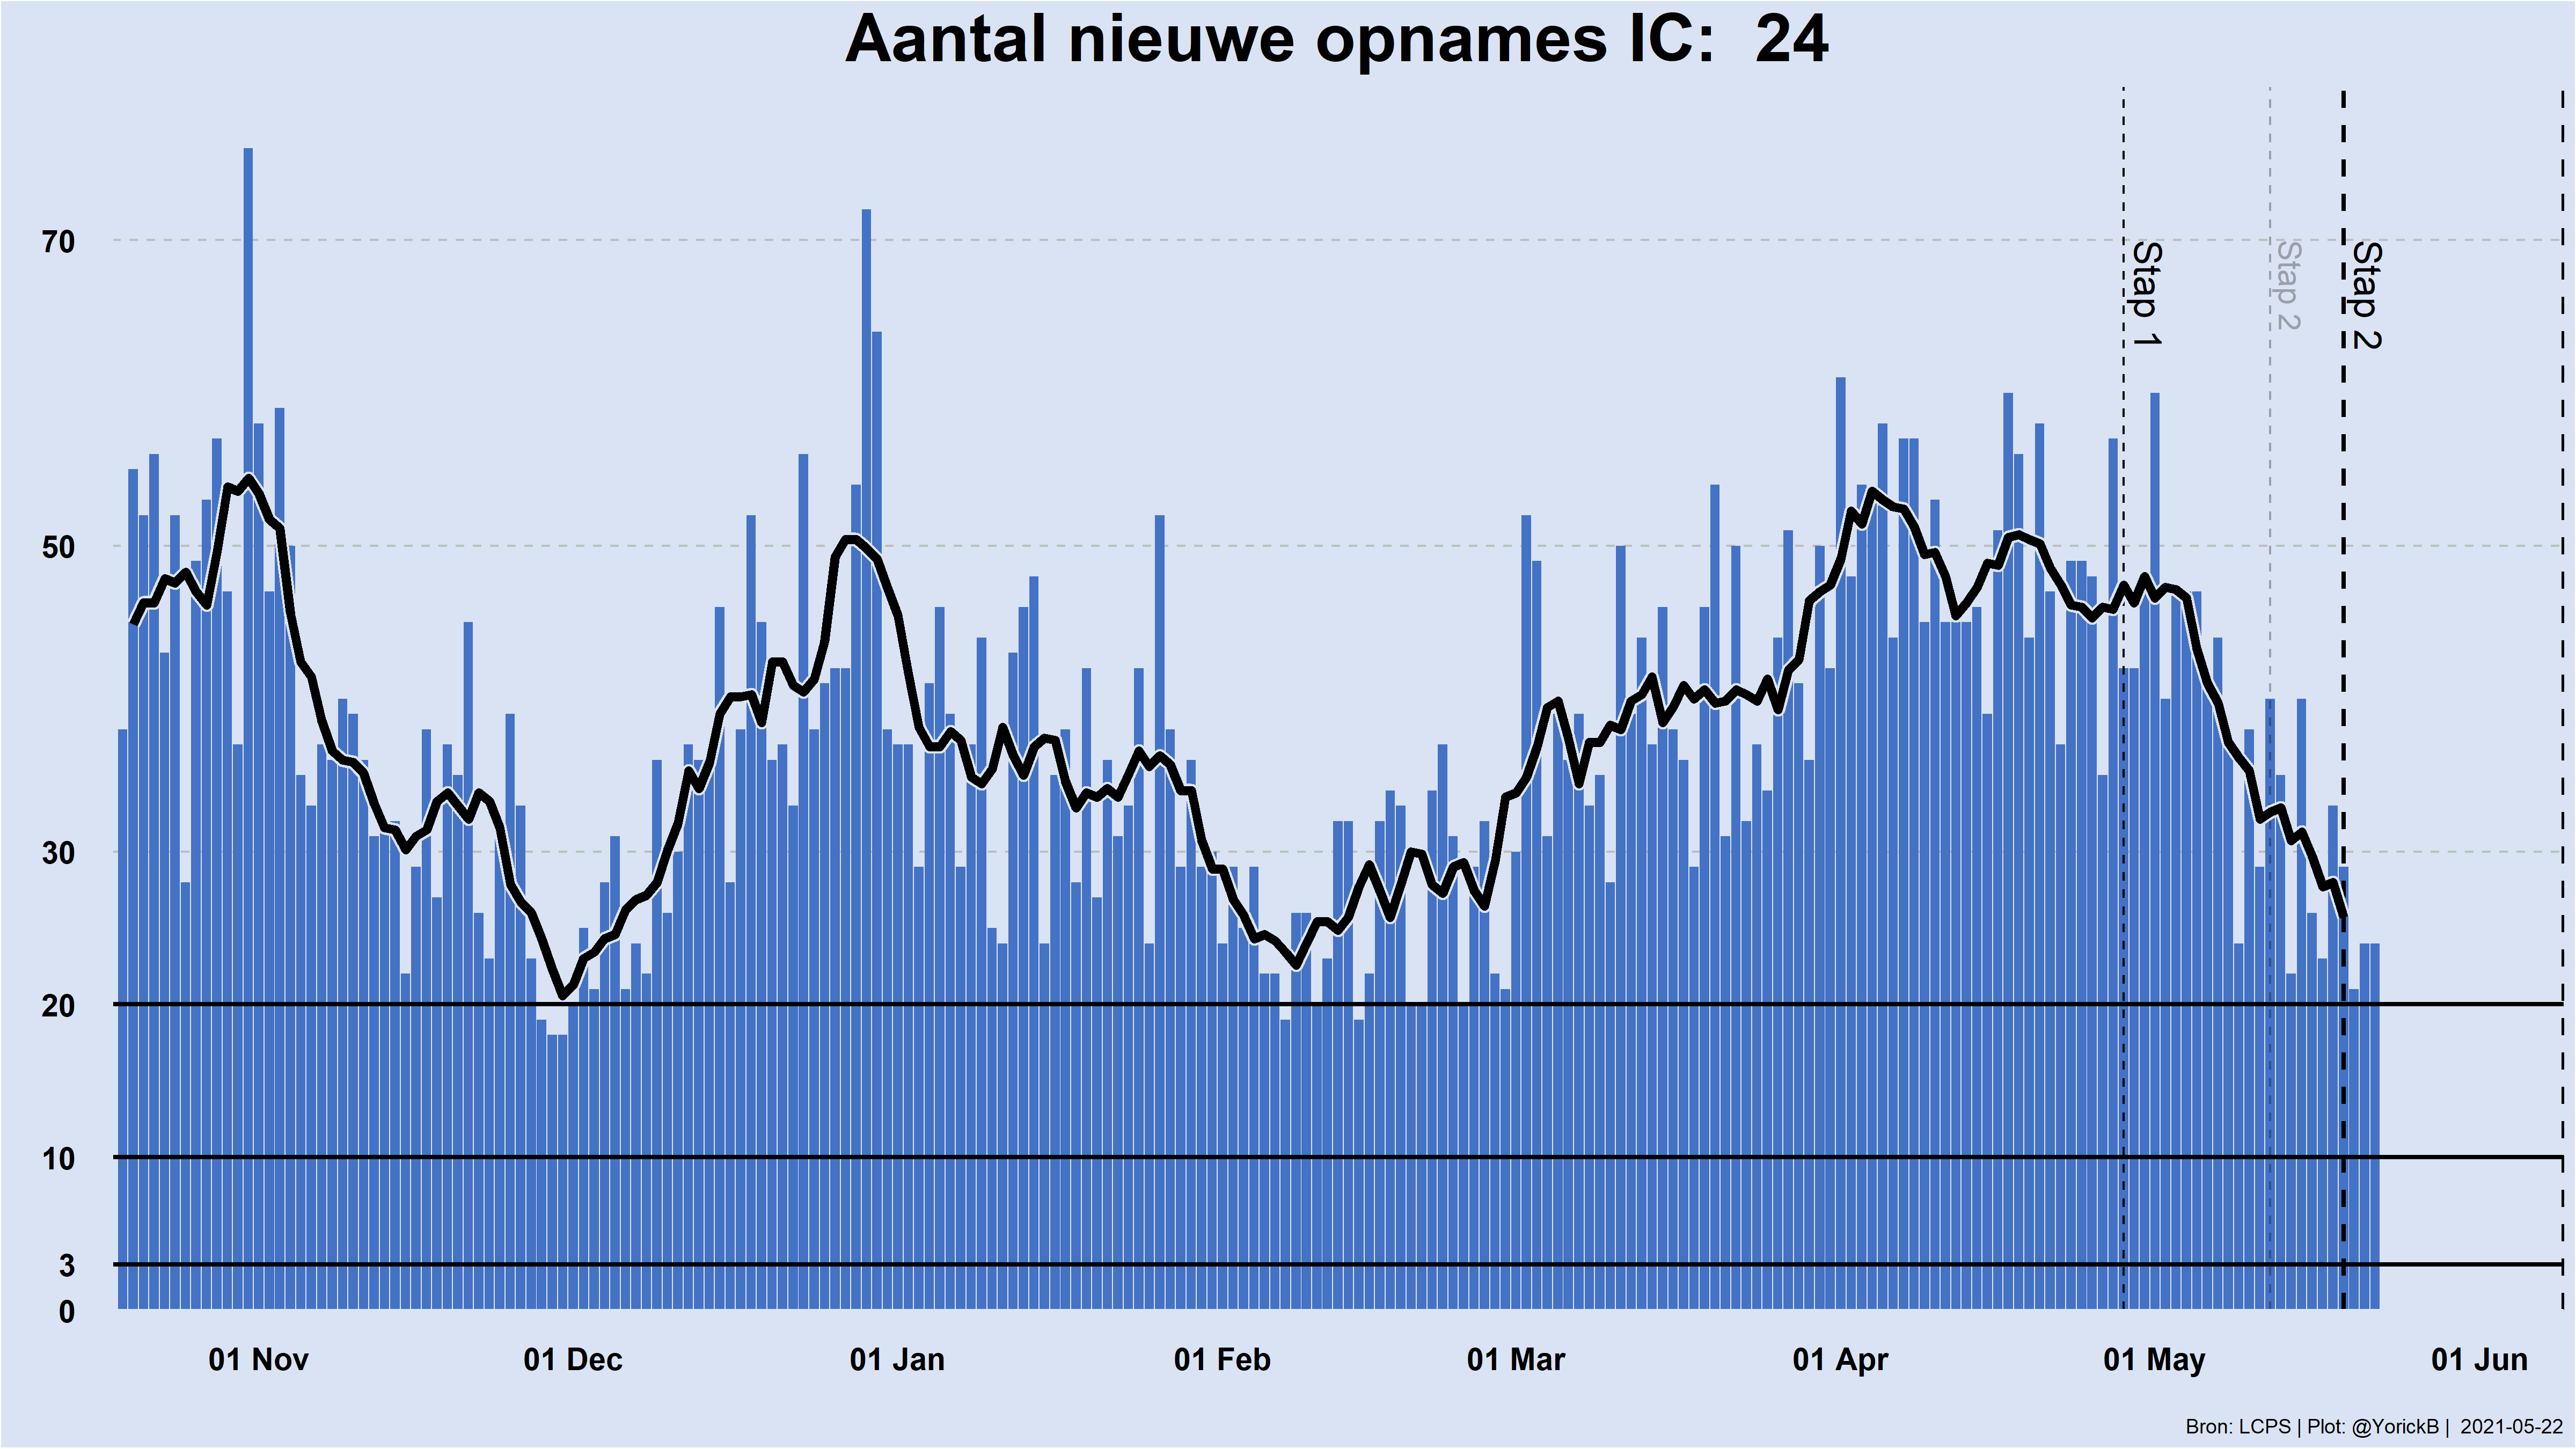 Aantal nieuwe opnames IC:  24
70
50
30
20
10
3
0
Stap 1
Stap 2
Stap 2
01 Nov
01 Dec
01 Jan
01 Feb
01 Mar
01 Apr
01 May
01 Jun
Bron: LCPS | Plot: @YorickB |  2021-05-22